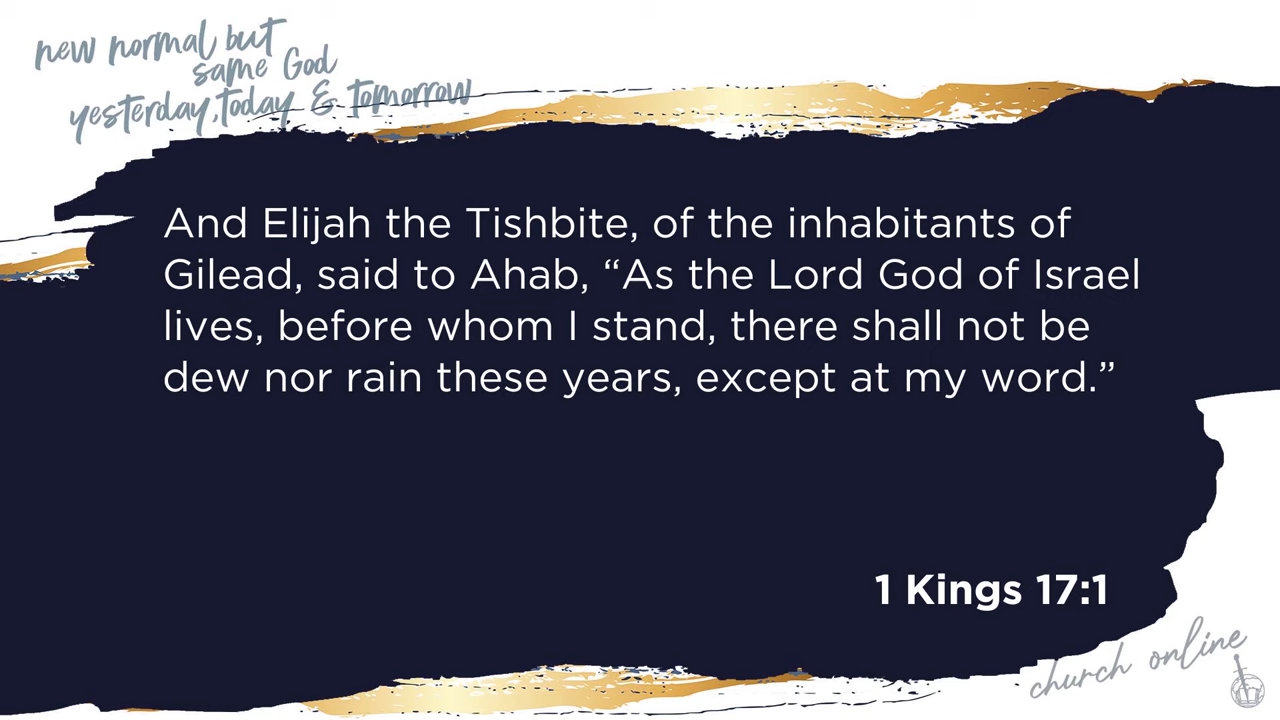 new normal but
same God
yesterday, today & tomorrow
And Elijah the Tishbite, of the inhabitants of
Gilead, said to Ahab, “As the Lord God of Israel
lives, before whom I stand, there shall not be
dew nor rain these years, except at my word.”
1 Kings 17:1
church online